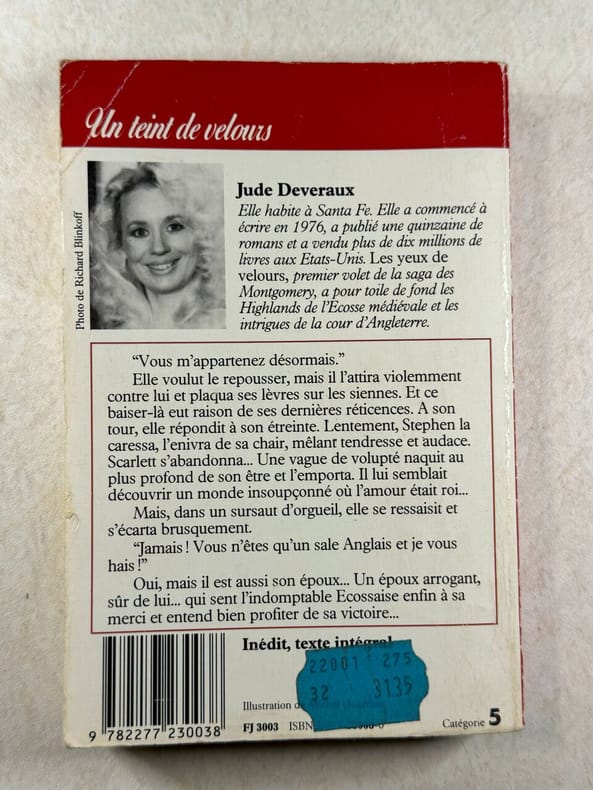 Un teint de velours
Photo de Richard Blinkoff
Jude Deveraux
Elle habite à Santa Fe. Elle a commencé à
écrire en 1976, a publié une quinzaine de
romans et a vendu plus de dix millions de
livres aux Etats-Unis. Les yeux de
velours, premier volet de la saga des
Montgomery, a pour toile de fond les
Highlands de l'Ecosse médiévale et les
intrigues de la cour d'Angleterre.
“Vous m'appartenez désormais.”
Elle voulut le repousser, mais il l'attira violemment
contre lui et plaqua ses lèvres sur les siennes. Et ce
baiser-là eut raison de ses dernières réticences. A son
tour, elle répondit à son étreinte. Lentement, Stephen la
caressa, l'enivra de sa chair, mêlant tendresse et audace.
Scarlett s'abandonna... Une vague de volupté naquit au
plus profond de son être et l'emporta. Il lui semblait
découvrir un monde insoupçonné où l'amour était roi...
Mais, dans un sursaut d'orgueil, elle se ressaisit et
s'écarta brusquement.
“Jamais ! Vous n'êtes qu'un sale Anglais et je vous
hais !”
Oui, mais il est aussi son époux... Un époux arrogant,
sûr de lui... qui sent l'indomptable Ecossaise enfin à sa
merci et entend bien profiter de sa victoire...
Inédit, texte intégral
22001 275
32 3135
Illustration
FJ 3003 ISBN
Catégorie 5
9 782277 230038